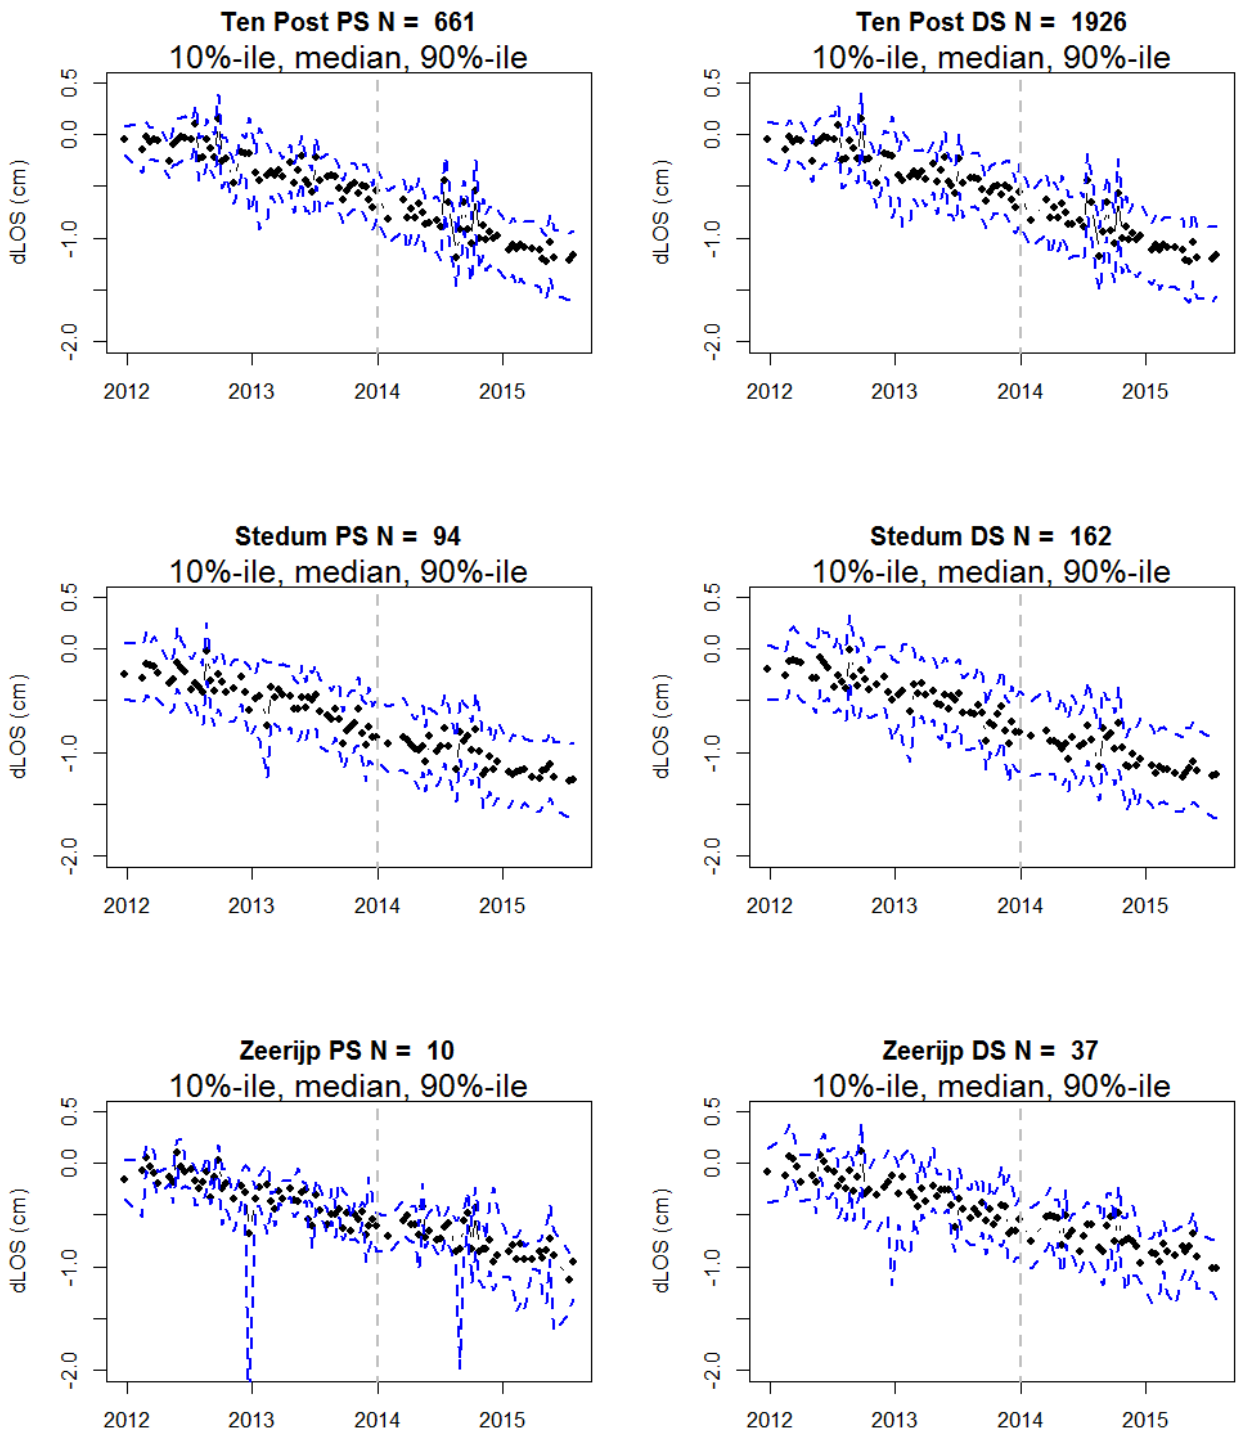 Ten Post PS N = 661
10%-ile, median, 90%-ile
dLOS (cm)
0.5
0.0
-1.0
-2.0
2012 2013 2014 2015
Ten Post DS N = 1926
10%-ile, median, 90%-ile
dLOS (cm)
0.5
0.0
-1.0
-2.0
2012 2013 2014 2015
Stedum PS N = 94
10%-ile, median, 90%-ile
dLOS (cm)
0.5
0.0
-1.0
-2.0
2012 2013 2014 2015
Stedum DS N = 162
10%-ile, median, 90%-ile
dLOS (cm)
0.5
0.0
-1.0
-2.0
2012 2013 2014 2015
Zeerijp PS N = 10
10%-ile, median, 90%-ile
dLOS (cm)
0.5
0.0
-1.0
-2.0
2012 2013 2014 2015
Zeerijp DS N = 37
10%-ile, median, 90%-ile
dLOS (cm)
0.5
0.0
-1.0
-2.0
2012 2013 2014 2015